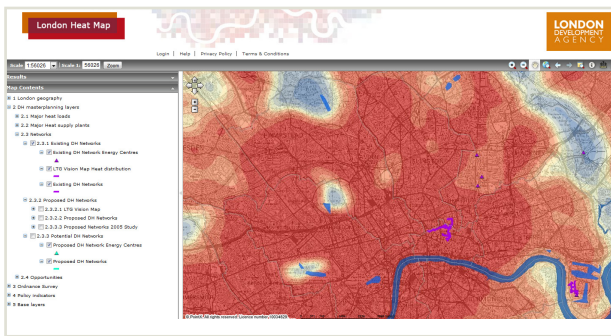 London Heat Map
LONDON
DEVELOPMENT
AGENCY
Login | Help | Privacy Policy | Terms & Conditions
Scale 1:56026 | Scale 1: 56026 Zoom
Results
Map Contents
1 London geography
2 DH masterplanning layers
2.1 Major heat loads
2.2 Major Heat supply plants
2.3 Networks
2.3.1 Existing DH Networks
Existing DH Network Energy Centres
LTG Vision Map Heat distribution
Existing DH Networks
2.3.2 Proposed DH Networks
2.3.2.1 LTG Vision Map
2.3.2.2 Proposed DH Networks
2.3.3.3 Proposed Networks 2005 Study
2.3.3 Potential DH Networks
Proposed DH Network Energy Centres
Proposed DH Networks
2.4 Opportunities
3 Ordnance Survey
4 Policy indicators
5 Base layers